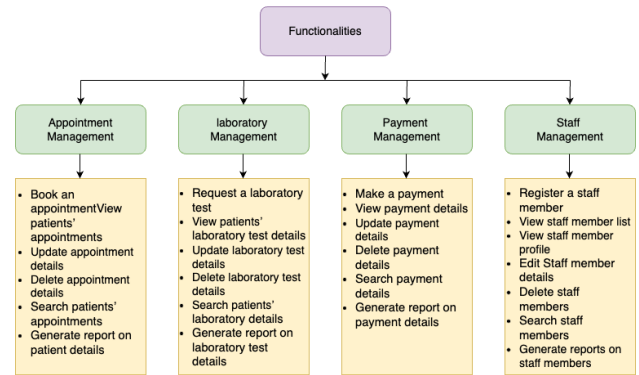 Functionalities
Appointment
Management
laboratory
Management
Payment
Management
Staff
Management
• Book an
appointmentView
patients'
appointments
• Update appointment
details
• Delete appointment
details
• Search patients'
appointments
• Generate report on
patient details
• Request a laboratory
test
• View patients'
laboratory test details
• Update laboratory test
details
• Delete laboratory test
details
• Search patients'
laboratory details
• Generate report on
laboratory test
details
• Make a payment
• View payment details
• Update payment
details
• Delete payment
details
• Search payment
details
• Generate report on
payment details
• Register a staff
member
• View staff member list
• View staff member
profile
• Edit Staff member
details
• Delete staff
members
• Search staff
members
• Generate reports on
staff members